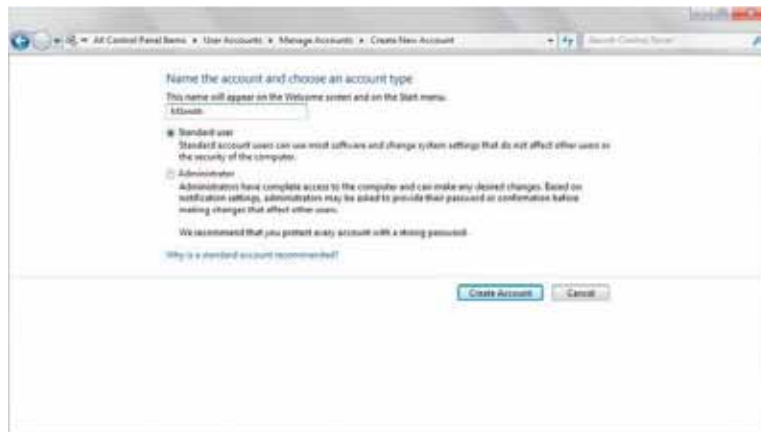 All Control Panel Items ▸ User Accounts ▸ Manage Accounts ▸ Create New Account
Search Control Panel
Name the account and choose an account type
This name will appear on the Welcome screen and on the Start menu.
MSmith
Standard user
Standard account users can use most software and change system settings that do not affect other users or
the security of the computer.
Administrator
Administrators have complete access to the computer and can make any desired changes. Based on
notification settings, administrators may be asked to provide their password or confirmation before
making changes that affect other users.
We recommend that you protect every account with a strong password.
Why is a standard account recommended?
Create Account
Cancel